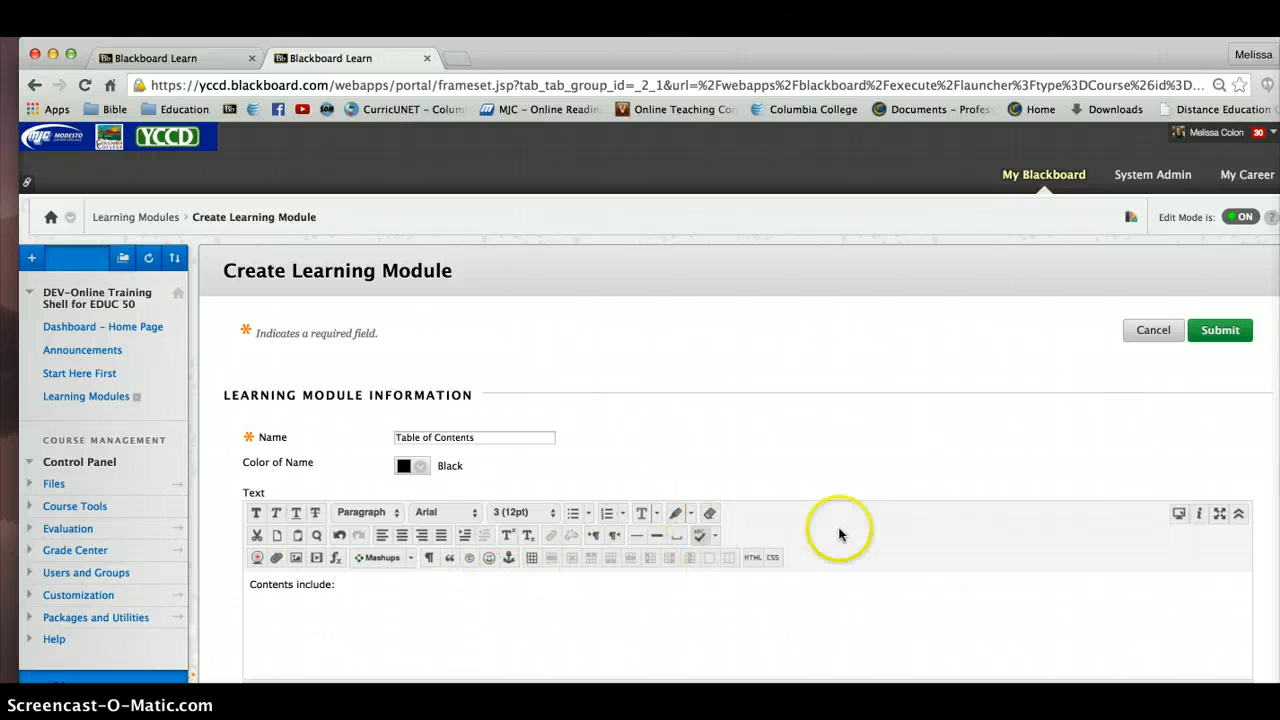 Blackboard Learn
Blackboard Learn
Melissa
https://yccd.blackboard.com/webapps/portal/frameset.jsp?tab_tab_group_id=_2_1&url=%2Fwebapps%2Fblackboard%2Fexecute%2Flauncher%3Ftype%3DCourse%26id%3D...
Apps Bible Education CurricUNET - Colum MJC - Online Readin Online Teaching Con Columbia College Documents - Profes Home Downloads Distance Education
MJC MODESTO YCCD
Melissa Colon 30
My Blackboard System Admin My Career
Learning Modules Create Learning Module
Edit Mode is: ON ?
DEV-Online Training
Shell for EDUC 50
Dashboard - Home Page
Announcements
Start Here First
Learning Modules
COURSE MANAGEMENT
Control Panel
Files
Course Tools
Evaluation
Grade Center
Users and Groups
Customization
Packages and Utilities
Help
Create Learning Module
* Indicates a required field.
Cancel Submit
LEARNING MODULE INFORMATION
* Name Table of Contents
Color of Name Black
Text
T T T T Paragraph Arial 3 (12pt) T
Mashups HTML CSS
Contents include:
Screencast-O-Matic.com